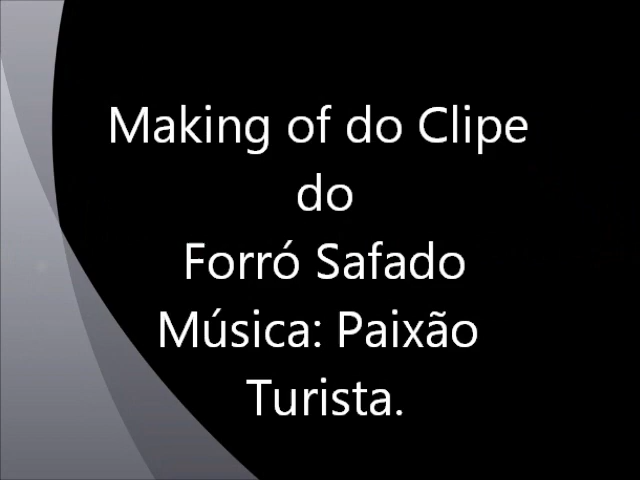 Making of do Clipe
do
Forró Safado
Música: Paixão
Turista.